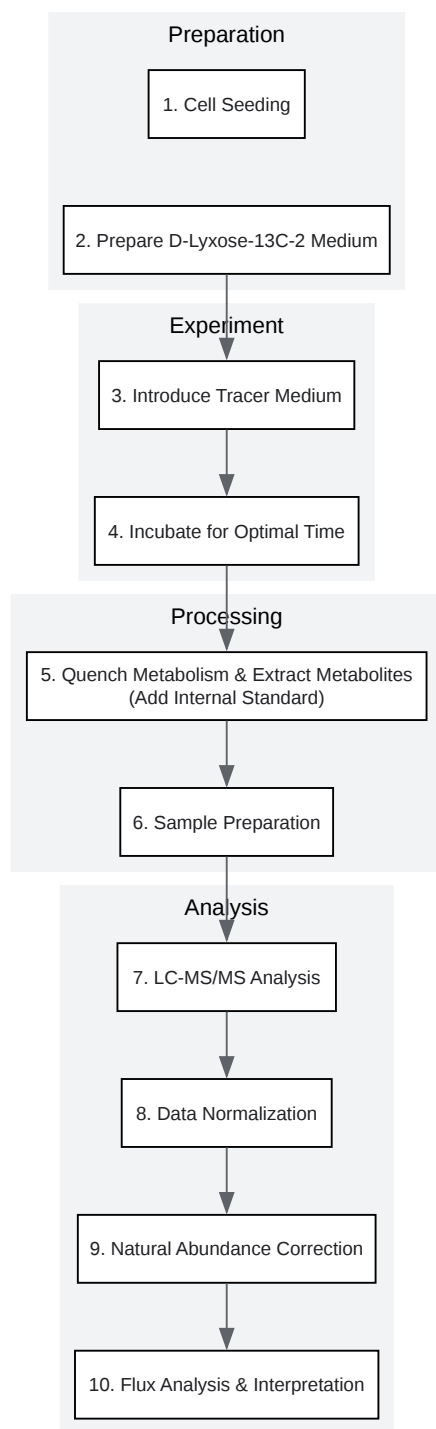 Preparation
1. Cell Seeding
2. Prepare D-Lyxose-13C-2 Medium
Experiment
3. Introduce Tracer Medium
4. Incubate for Optimal Time
Processing
5. Quench Metabolism & Extract Metabolites
(Add Internal Standard)
6. Sample Preparation
Analysis
7. LC-MS/MS Analysis
8. Data Normalization
9. Natural Abundance Correction
10. Flux Analysis & Interpretation